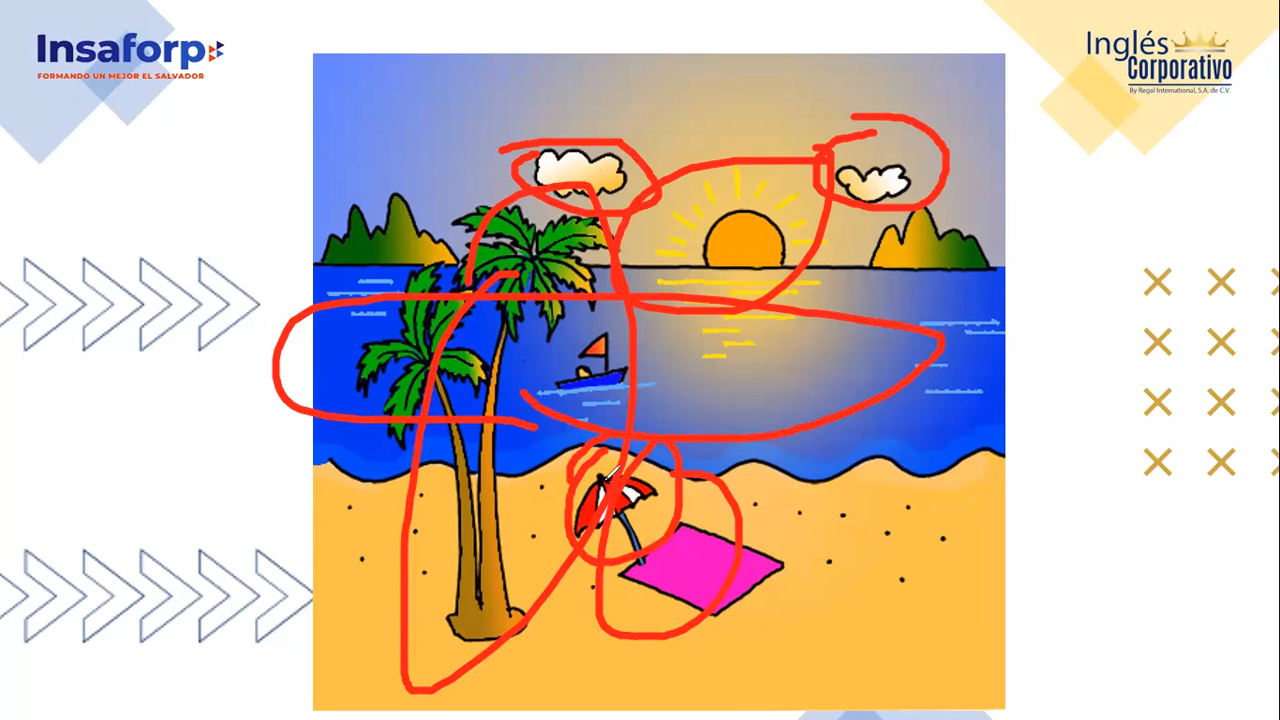 Insaforp
FORMANDO UN MEJOR EL SALVADOR
Inglés
Corporativo
By Regal International, S.A. de C.V.